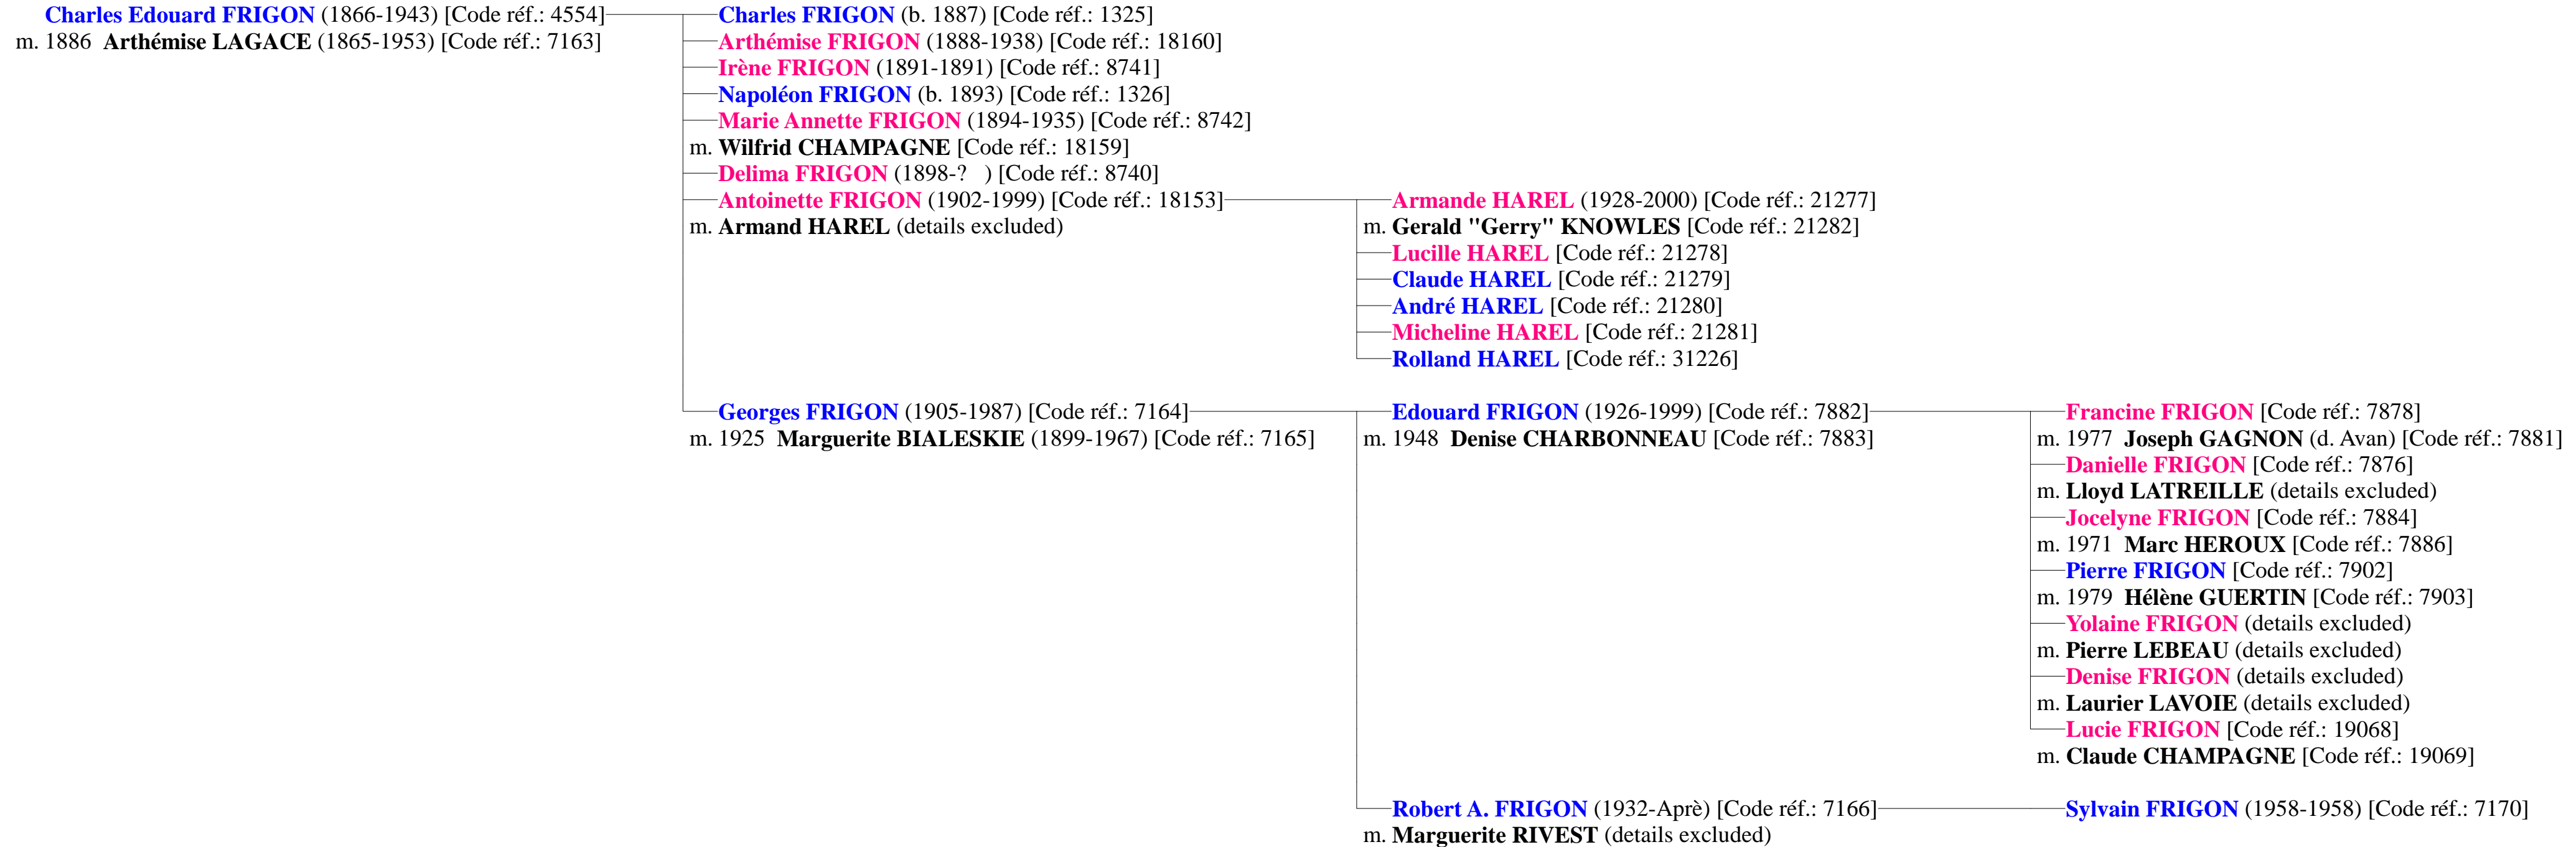 Charles Edouard FRIGON (1866-1943) [Code réf.: 4554] Charles FRIGON (b. 1887) [Code réf.: 1325]
m. 1886 Arthémise LAGACE (1865-1953) [Code réf.: 7163] Arthémise FRIGON (1888-1938) [Code réf.: 18160]
Irène FRIGON (1891-1891) [Code réf.: 8741]
Napoléon FRIGON (b. 1893) [Code réf.: 1326]
Marie Annette FRIGON (1894-1935) [Code réf.: 8742]
m. Wilfrid CHAMPAGNE [Code réf.: 18159]
Delima FRIGON (1898-? ) [Code réf.: 8740]
Antoinette FRIGON (1902-1999) [Code réf.: 18153] Armande HAREL (1928-2000) [Code réf.: 21277]
m. Armand HAREL (details excluded) m. Gerald "Gerry" KNOWLES [Code réf.: 21282]
Lucille HAREL [Code réf.: 21278]
Claude HAREL [Code réf.: 21279]
André HAREL [Code réf.: 21280]
Micheline HAREL [Code réf.: 21281]
Rolland HAREL [Code réf.: 31226]
Georges FRIGON (1905-1987) [Code réf.: 7164] Edouard FRIGON (1926-1999) [Code réf.: 7882] Francine FRIGON [Code réf.: 7878]
m. 1925 Marguerite BIALESKIE (1899-1967) [Code réf.: 7165] m. 1948 Denise CHARBONNEAU [Code réf.: 7883] m. 1977 Joseph GAGNON (d. Avan) [Code réf.: 7881]
Danielle FRIGON [Code réf.: 7876]
m. Lloyd LATREILLE (details excluded)
Jocelyne FRIGON [Code réf.: 7884]
m. 1971 Marc HEROUX [Code réf.: 7886]
Pierre FRIGON [Code réf.: 7902]
m. 1979 Hélène GUERTIN [Code réf.: 7903]
Yolaine FRIGON (details excluded)
m. Pierre LEBEAU (details excluded)
Denise FRIGON (details excluded)
m. Laurier LAVOIE (details excluded)
Lucie FRIGON [Code réf.: 19068]
m. Claude CHAMPAGNE [Code réf.: 19069]
Robert A. FRIGON (1932-Aprè) [Code réf.: 7166] Sylvain FRIGON (1958-1958) [Code réf.: 7170]
m. Marguerite RIVEST (details excluded)